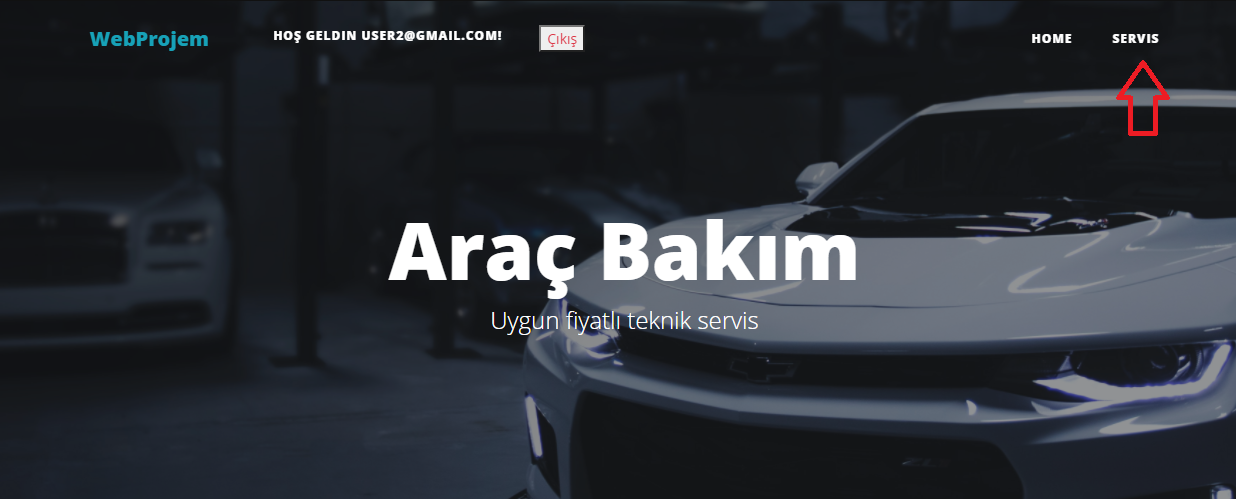 WebProjem
HOŞ GELDIN USER2@GMAIL.COM!
Çıkış
HOME
SERVIS
Araç Bakım
Uygun fiyatlı teknik servis